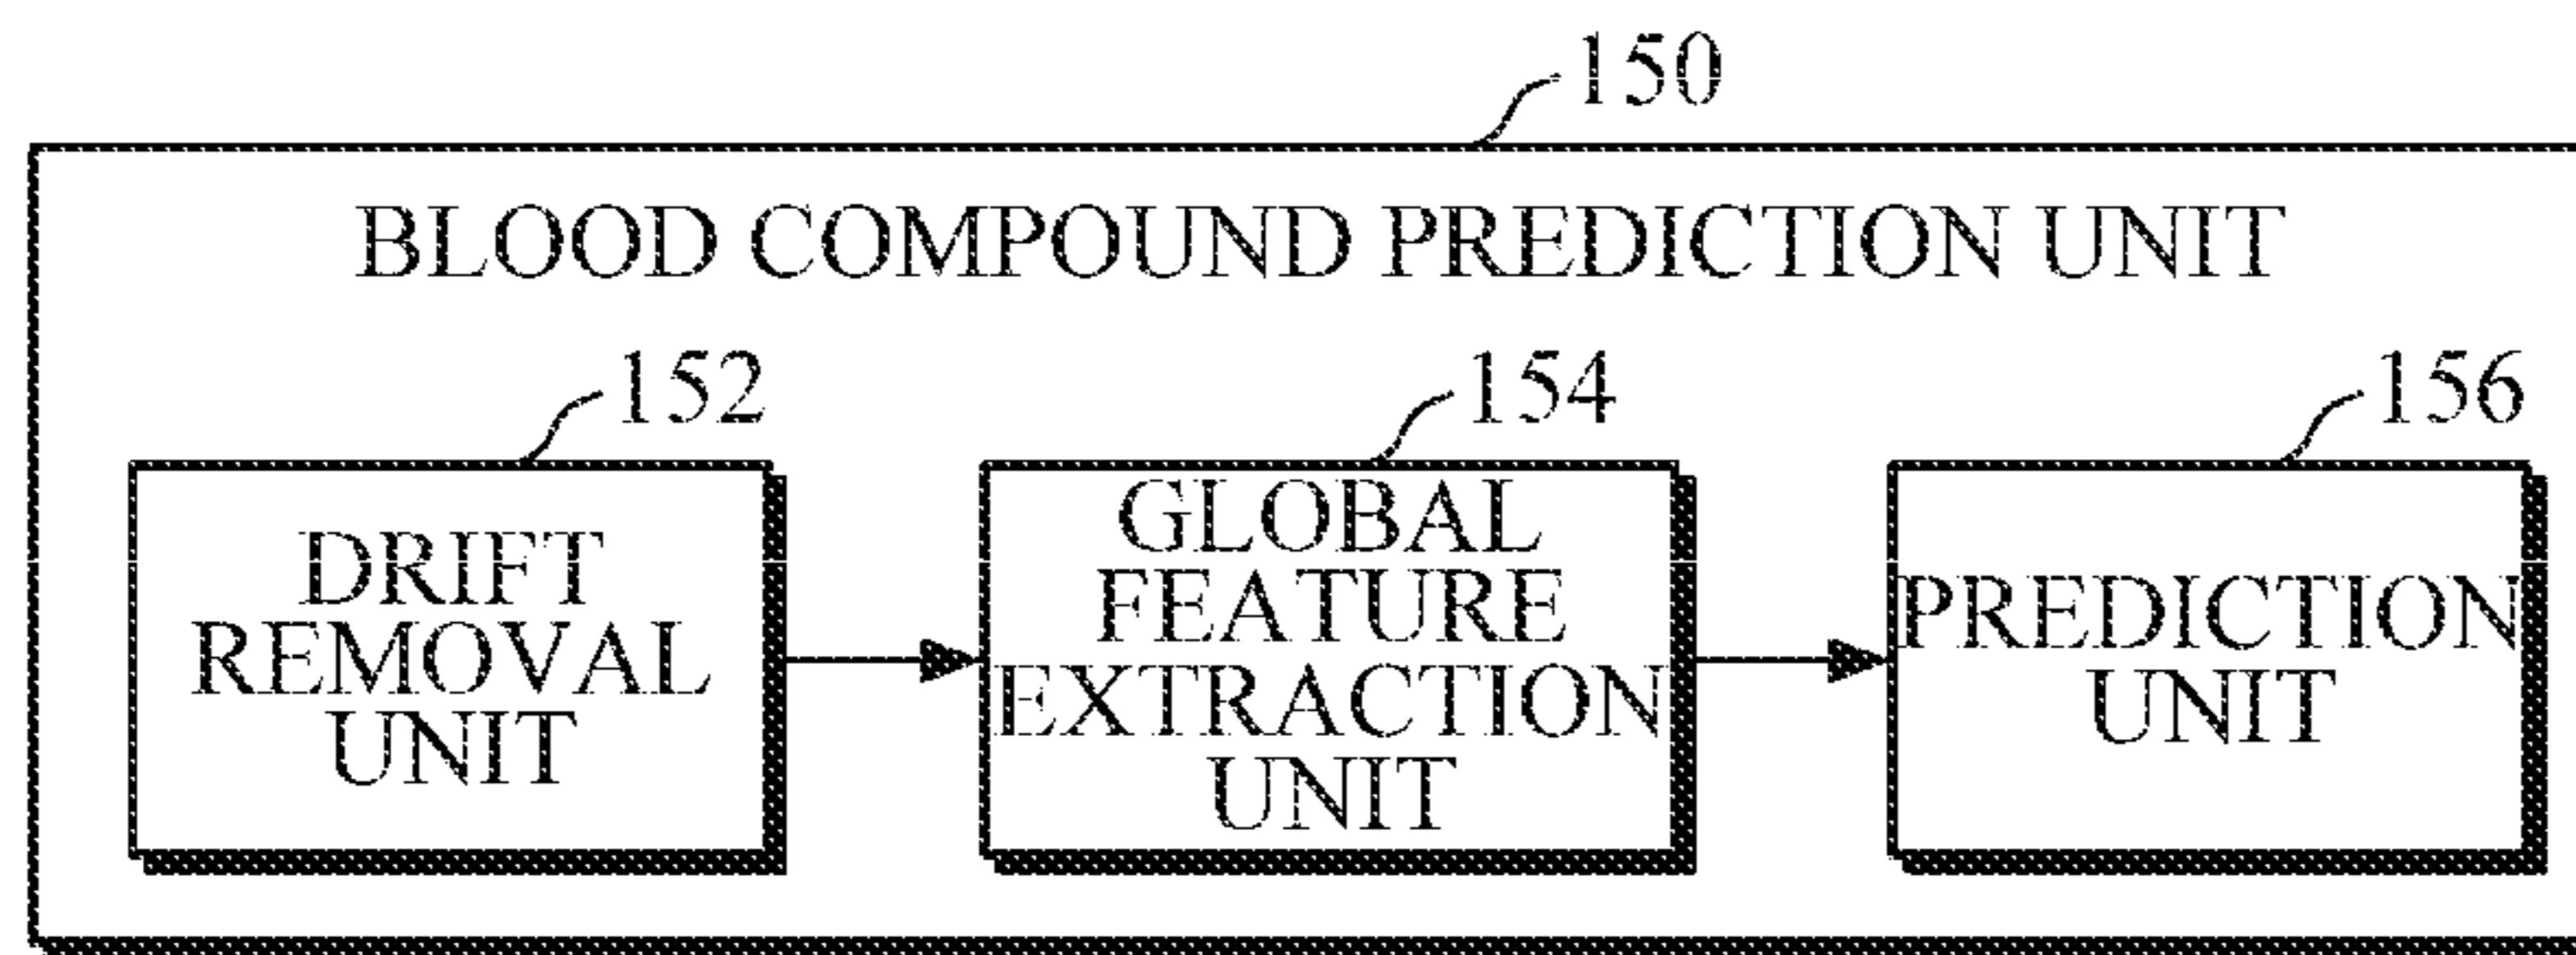 150
BLOOD COMPOUND PREDICTION UNIT
152
154
156
DRIFT
REMOVAL
UNIT
GLOBAL
FEATURE
EXTRACTION
UNIT
PREDICTION
UNIT